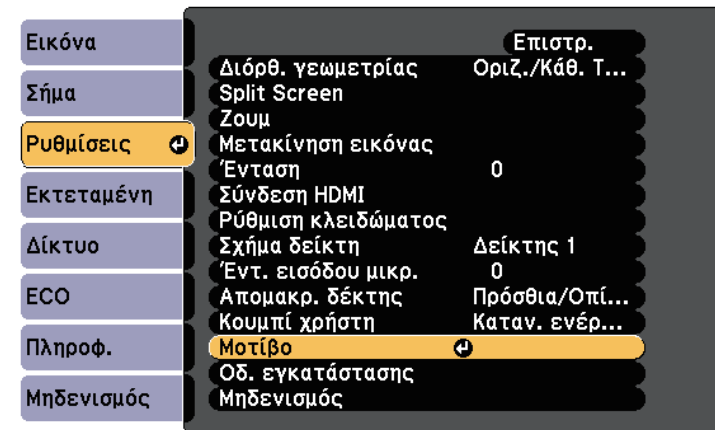 Εικόνα
Σήμα
Ρυθμίσεις
Εκτεταμένη
Δίκτυο
ECO
Πληροφ.
Μηδενισμός
Επιστρ.
Διόρθ. γεωμετρίας Οριζ./Κάθ. Τ...
Split Screen
Ζουμ
Μετακίνηση εικόνας
Ένταση 0
Σύνδεση HDMI
Ρύθμιση κλειδώματος
Σχήμα δείκτη Δείκτης 1
Έντ. εισόδου μικρ. 0
Απομακρ. δέκτης Πρόσθια/Οπί...
Κουμπί χρήστη Καταν. ενέρ...
Μοτίβο
Οδ. εγκατάστασης
Μηδενισμός